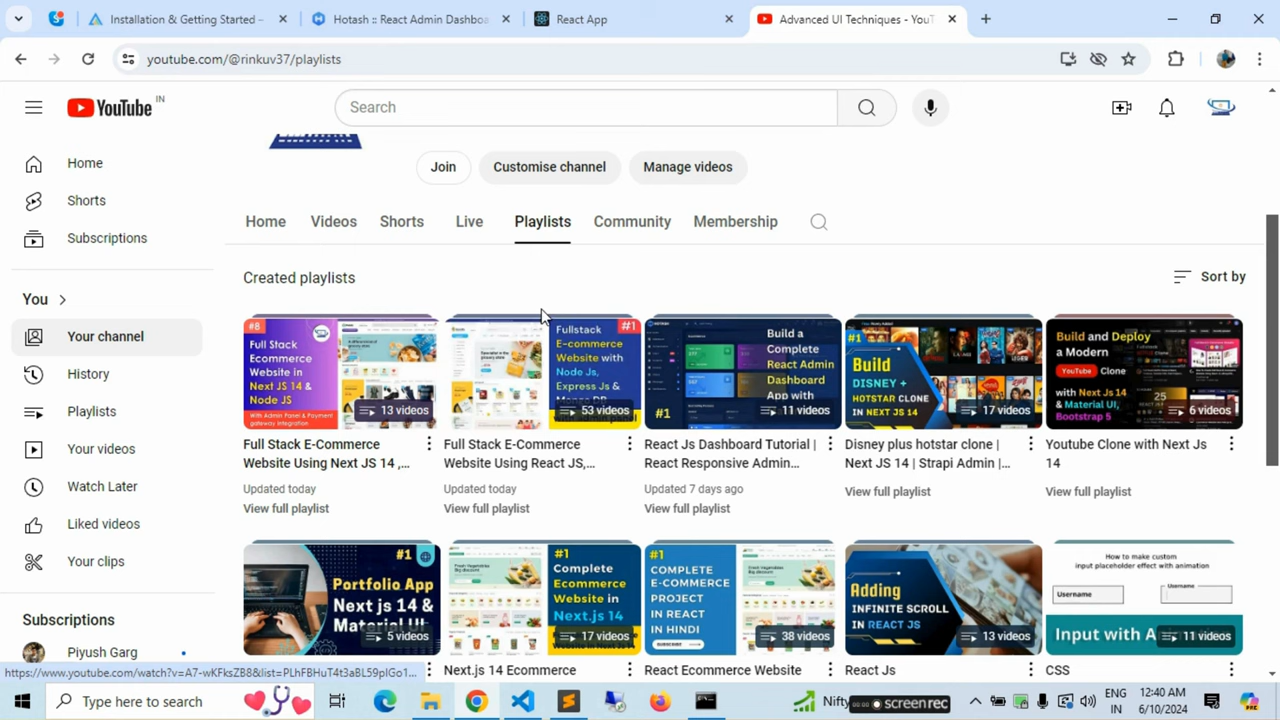 Installation & Getting Started –
Hotash :: React Admin Dashboa
React App
Advanced UI Techniques - YouT
youtube.com/@rinkuv37/playlists
YouTube IN
Search
Home
Shorts
Subscriptions
You
Your channel
History
Playlists
Your videos
Watch Later
Liked videos
Your clips
Subscriptions
Piyush Garg
Join
Customise channel
Manage videos
Home
Videos
Shorts
Live
Playlists
Community
Membership
Created playlists
Sort by
#8
Full Stack
Ecommerce
Website in
Next JS 14 &
Node JS
With Admin Panel & Payment
gateway Integration
13 videos
Full Stack E-Commerce
Website Using Next JS 14 ,...
Updated today
View full playlist
#1
Fullstack
E-commerce
Website with
Node Js,
Express Js &
53 videos
Full Stack E-Commerce
Website Using React JS,...
Updated today
View full playlist
Build a
Complete
React Admin
Dashboard
App with
#1
11 videos
React Js Dashboard Tutorial |
React Responsive Admin...
Updated 7 days ago
View full playlist
#1
Build
DISNEY +
HOTSTAR CLONE
IN NEXT JS 14
videos
Disney plus hotstar clone |
Next JS 14 | Strapi Admin |...
View full playlist
Build and Deploy
a Modern
YouTube Clone
with Next Js 14
& Material UI,
Bootstrap 5
6 videos
Youtube Clone with Next Js
14
View full playlist
#1
Portfolio App
Next.js 14 &
Material UI
5 videos
#1
Complete
Ecommerce
Website in
Next.js 14
17 videos
Next.js 14 Ecommerce
#1
COMPLETE
E-COMMERCE
PROJECT
IN REACT
IN HINDI
38 videos
React Ecommerce Website
Adding
INFINITE SCROLL
IN REACT JS
13 videos
React Js
How to make custom
input placeholder effect with animation
Username
Username
Input with A
11 videos
CSS
https://www.youtube.com/watch?v=A7-wKFksZB8&list=PLhFBHuT4t3aBL59pIGo1...
Type here to search
Nifty
screenrec
ENG
IN
12:40 AM
6/10/2024